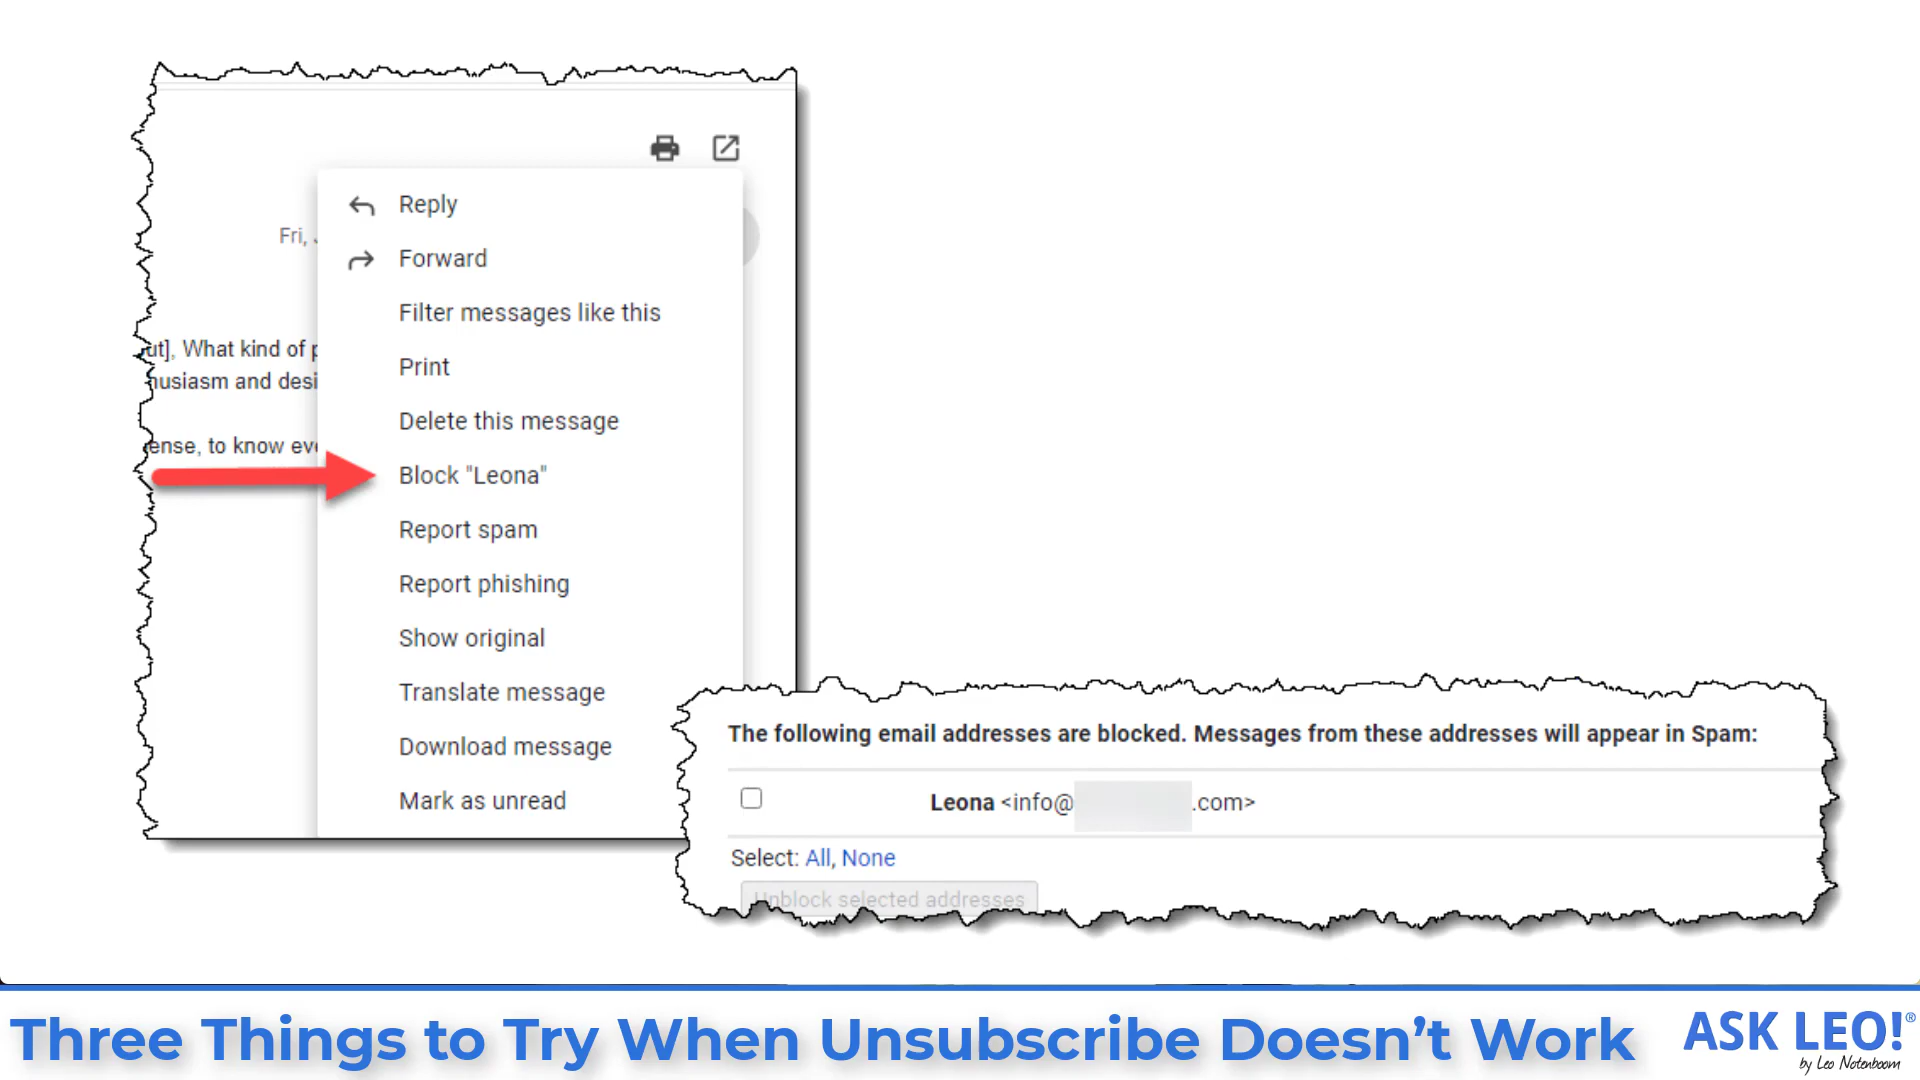 Reply
Fri, J
Forward
Filter messages like this
ut], What kind of p
Print
husiasm and desi
Delete this message
ense, to know eve
Block "Leona"
Report spam
Report phishing
Show original
Translate message
Download message
Mark as unread
The following email addresses are blocked. Messages from these addresses will appear in Spam:
Leona <info@ .com>
Select: All, None
Unblock selected addresses
Three Things to Try When Unsubscribe Doesn't Work
ASK LEO!®
by Leo Notenboom